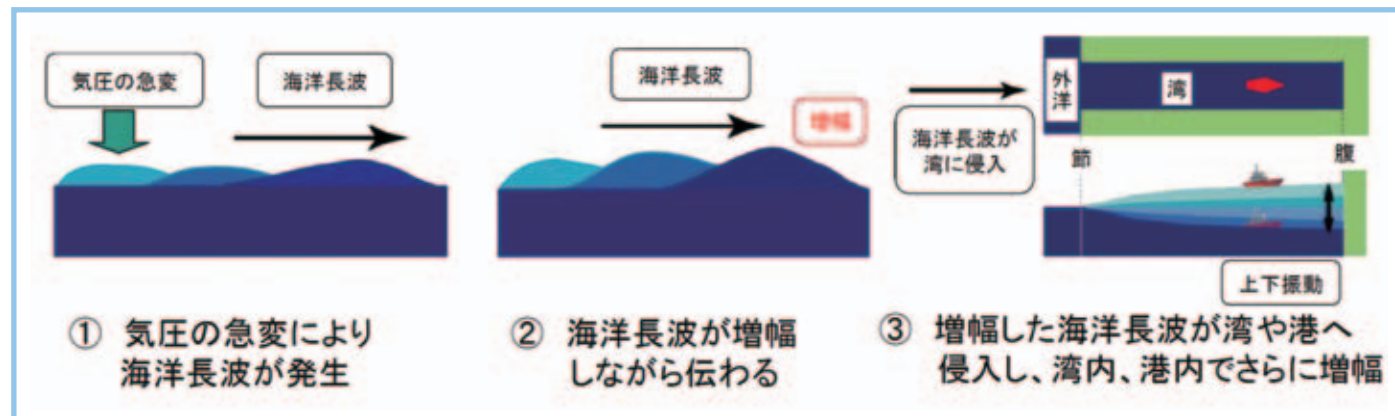 気圧の急変
海洋長波
① 気圧の急変により
海洋長波が発生
海洋長波
増幅
② 海洋長波が増幅
しながら伝わる
海洋長波が
湾に侵入
外洋
湾
節
腹
上下振動
③ 増幅した海洋長波が湾や港へ
侵入し、湾内、港内でさらに増幅